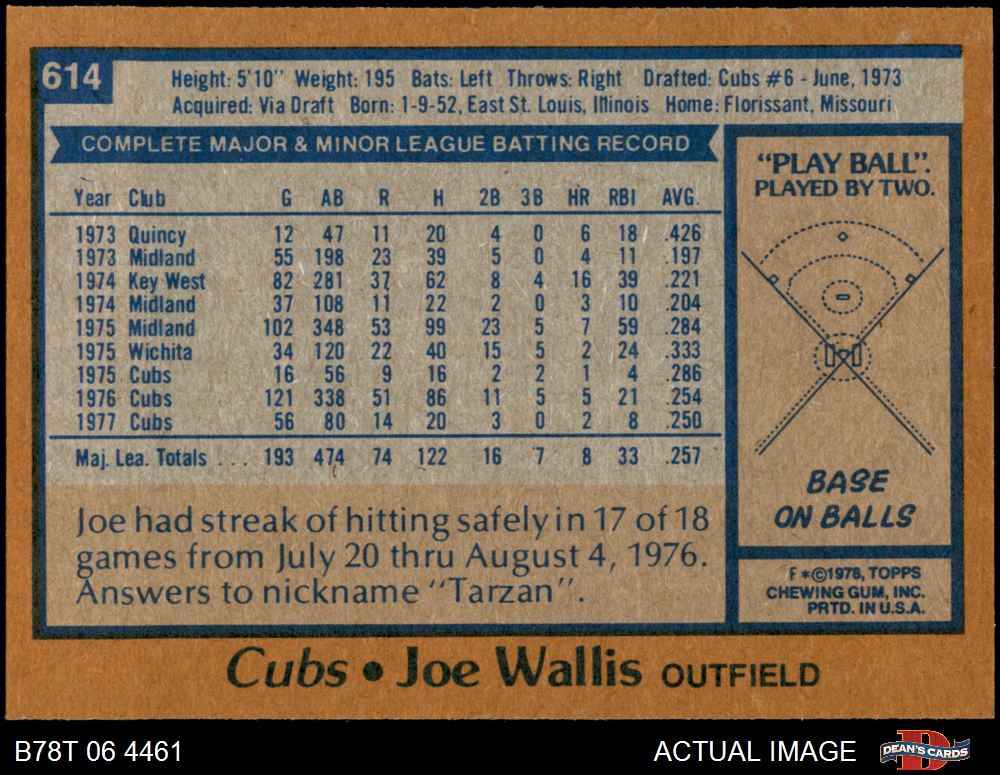 614
Height: 5'10" Weight: 195 Bats: Left Throws: Right Drafted: Cubs #6 - June, 1973
Acquired: Via Draft Born: 1-9-52, East St. Louis, Illinois Home: Florissant, Missouri
COMPLETE MAJOR & MINOR LEAGUE BATTING RECORD
Year Club G AB R H 2B 3B HR RBI AVG.
1973 Quincy 12 47 11 20 4 0 6 18 .426
1973 Midland 55 198 23 39 5 0 4 11 .197
1974 Key West 82 281 37 62 8 4 16 39 .221
1974 Midland 37 108 11 22 2 0 3 10 .204
1975 Midland 102 348 53 99 23 5 7 59 .284
1975 Wichita 34 120 22 40 15 5 2 24 .333
1975 Cubs 16 56 9 16 2 2 1 4 .286
1976 Cubs 121 338 51 86 11 5 5 21 .254
1977 Cubs 56 80 14 20 3 0 2 8 .250
Maj. Lea. Totals . . . 193 474 74 122 16 7 8 33 .257
Joe had streak of hitting safely in 17 of 18
games from July 20 thru August 4, 1976.
Answers to nickname "Tarzan".
"PLAY BALL".
PLAYED BY TWO.
BASE
ON BALLS
F*©1978, TOPPS
CHEWING GUM, INC.
PRTD. IN U.S.A.
Cubs • Joe Wallis OUTFIELD
B78T 06 4461
ACTUAL IMAGE
DEAN'S CARDS